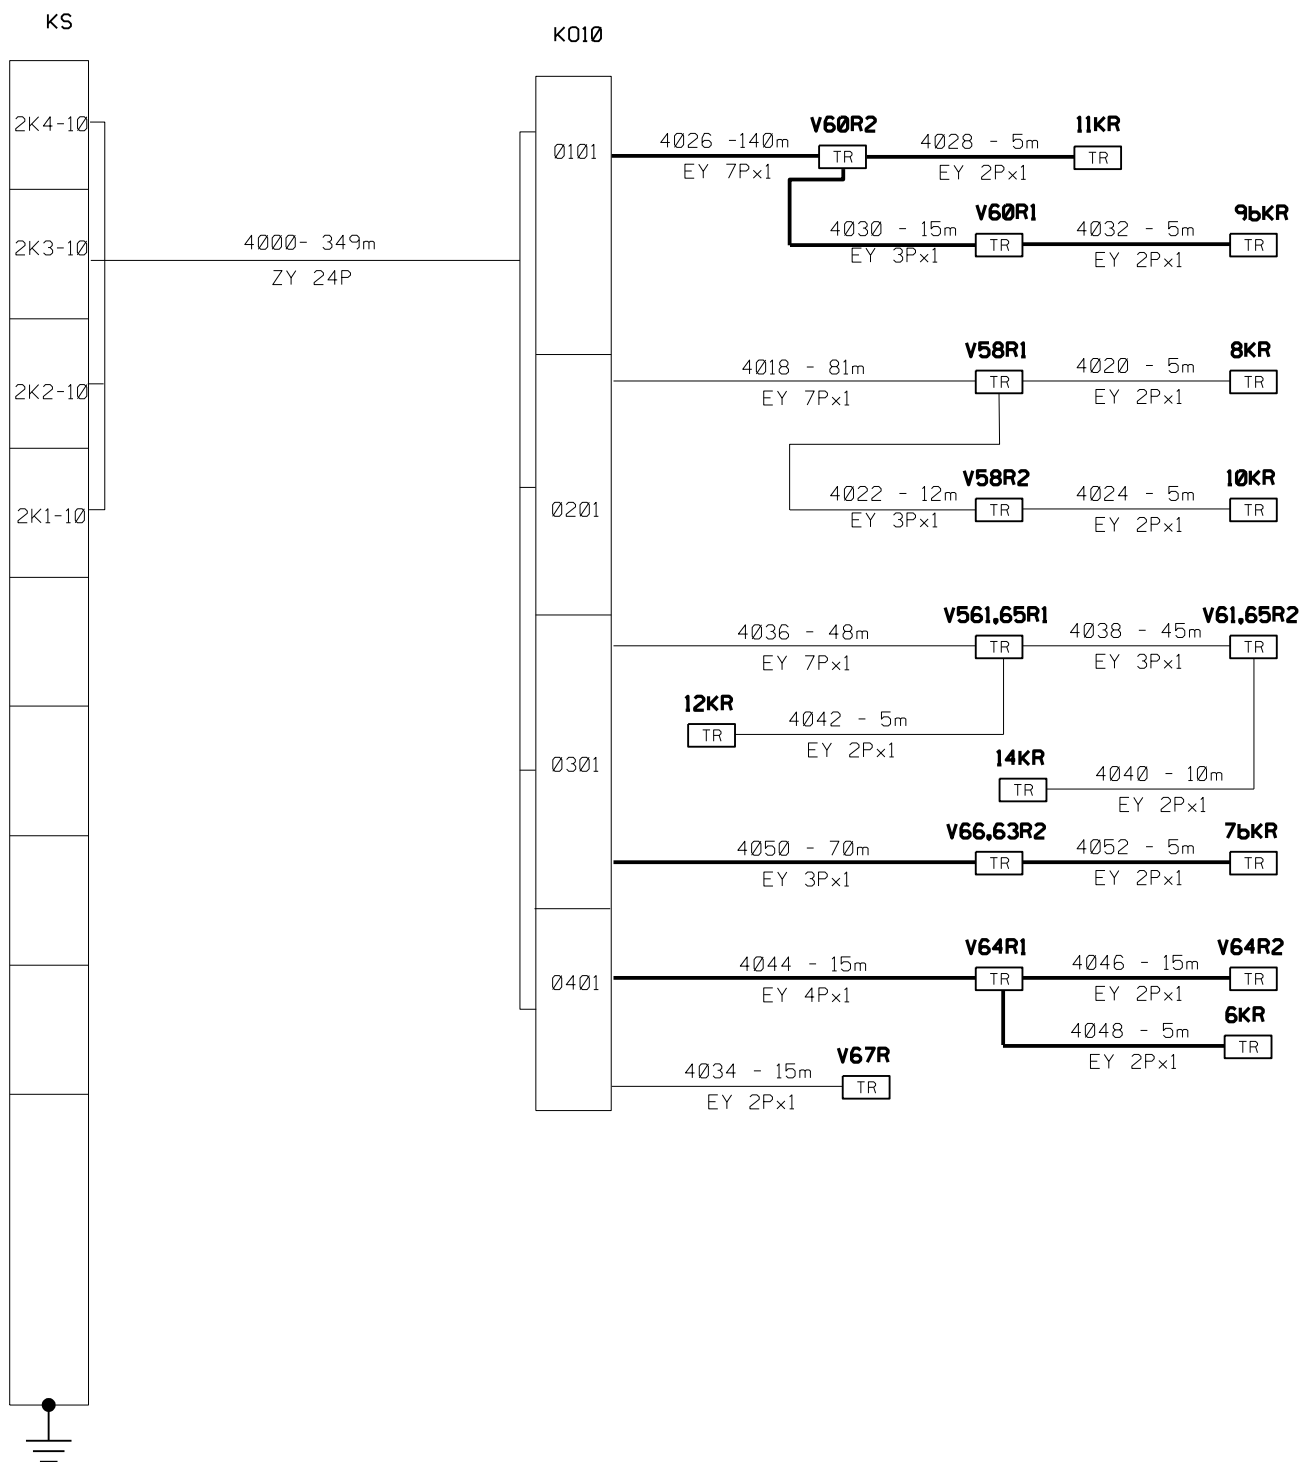 KS
KO10
2K4-10
2K3-10
2K2-10
2K1-10
4000- 349m
ZY 24P
0101
0201
0301
0401
4026 -140m
EY 7Px1
V60R2
TR
4028 - 5m
EY 2Px1
11KR
TR
4030 - 15m
EY 3Px1
V60R1
TR
4032 - 5m
EY 2Px1
9bKR
TR
4018 - 81m
EY 7Px1
V58R1
TR
4020 - 5m
EY 2Px1
8KR
TR
4022 - 12m
EY 3Px1
V58R2
TR
4024 - 5m
EY 2Px1
10KR
TR
4036 - 48m
EY 7Px1
V561,65R1
TR
4038 - 45m
EY 3Px1
V61,65R2
TR
12KR
TR
4042 - 5m
EY 2Px1
14KR
TR
4040 - 10m
EY 2Px1
4050 - 70m
EY 3Px1
V66,63R2
TR
4052 - 5m
EY 2Px1
7bKR
TR
4044 - 15m
EY 4Px1
V64R1
TR
4046 - 15m
EY 2Px1
V64R2
TR
4048 - 5m
EY 2Px1
6KR
TR
4034 - 15m
EY 2Px1
V67R
TR